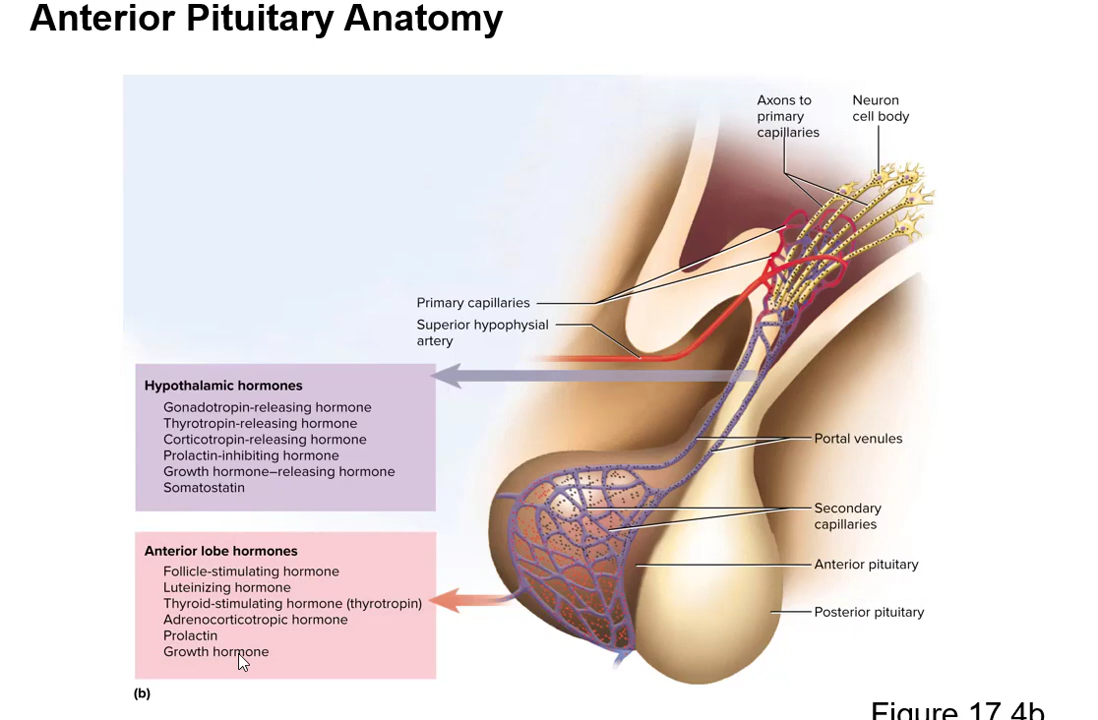 Anterior Pituitary Anatomy
Axons to
primary
capillaries
Neuron
cell body
Primary capillaries
Superior hypophysial
artery
Hypothalamic hormones
Gonadotropin-releasing hormone
Thyrotropin-releasing hormone
Corticotropin-releasing hormone
Prolactin-inhibiting hormone
Growth hormone–releasing hormone
Somatostatin
Portal venules
Secondary
capillaries
Anterior pituitary
Posterior pituitary
Anterior lobe hormones
Follicle-stimulating hormone
Luteinizing hormone
Thyroid-stimulating hormone (thyrotropin)
Adrenocorticotropic hormone
Prolactin
Growth hormone
(b)
Figure 17.4b